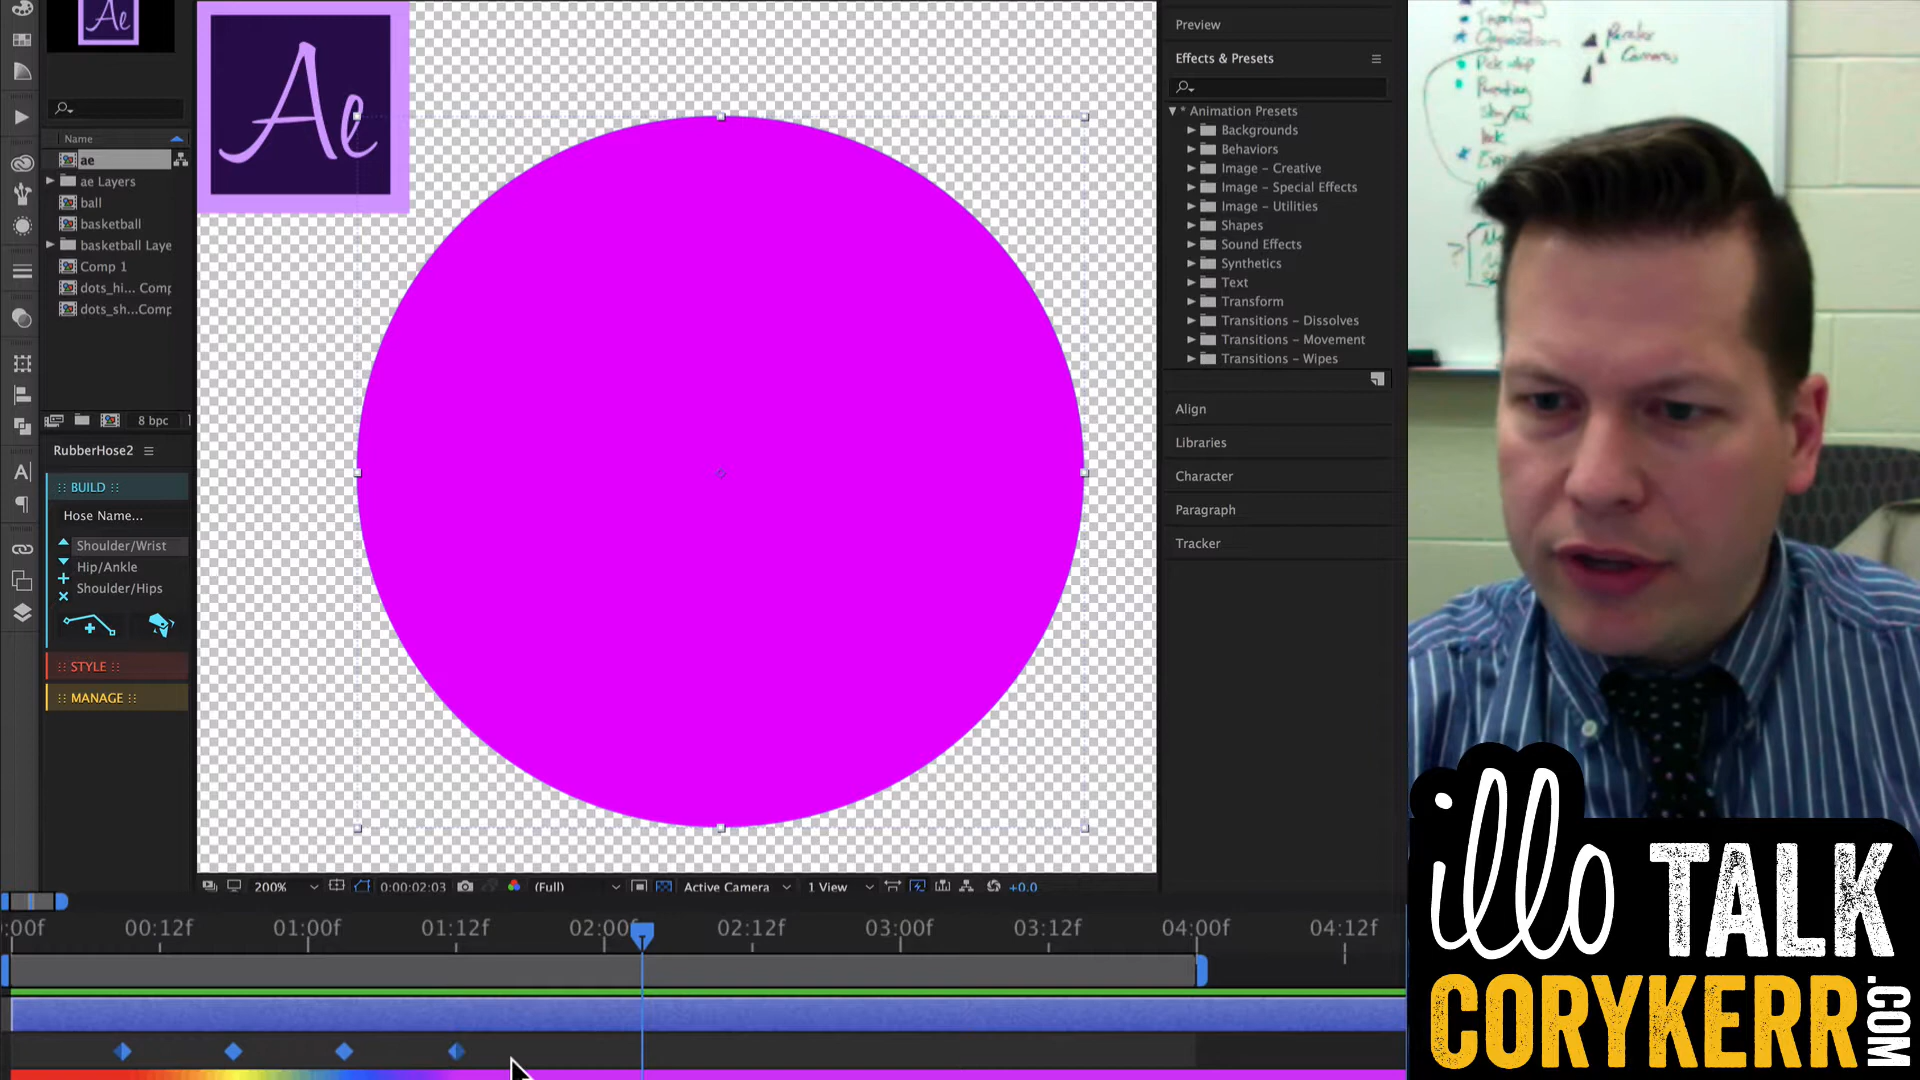 Ae
Ae
Name
ae
ae Layers
ball
basketball
basketball Laye
Comp 1
dots_hi... Comp
dots_sh...Comp
8 bpc
RubberHose2
:: BUILD ::
Hose Name...
Shoulder/Wrist
Hip/Ankle
Shoulder/Hips
:: STYLE ::
:: MANAGE ::
A
200%
0:00:02:03
(Full)
Active Camera
1 View
+0.0
Preview
Effects & Presets
* Animation Presets
Backgrounds
Behaviors
Image – Creative
Image – Special Effects
Image – Utilities
Shapes
Sound Effects
Synthetics
Text
Transform
Transitions – Dissolves
Transitions – Movement
Transitions – Wipes
Align
Libraries
Character
Paragraph
Tracker
Parallax
Camera
Parenting
:00f 00:12f 01:00f 01:12f 02:00f 02:12f 03:00f 03:12f 04:00f 04:12f
illo TALK
CORYKERR.COM